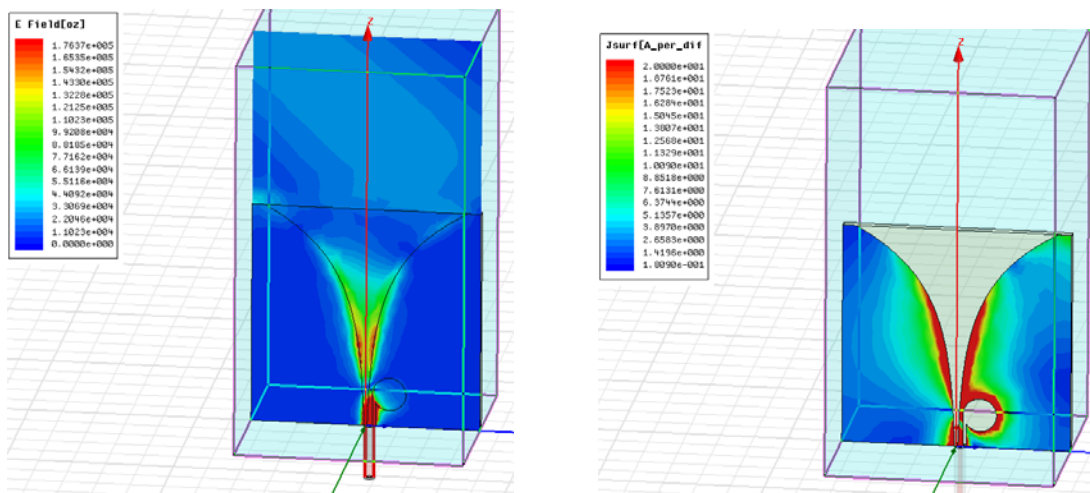 E Field[oz]
1.7637e+005
1.6535e+005
1.5432e+005
1.4330e+005
1.3228e+005
1.2125e+005
1.1023e+005
9.9208e+004
8.8185e+004
7.7162e+004
6.6139e+004
5.5116e+004
4.4092e+004
3.3069e+004
2.2046e+004
1.1023e+004
0.0000e+000
z
Jsurf[A_per_dif
2.0000e+001
1.8761e+001
1.7523e+001
1.6284e+001
1.5045e+001
1.3807e+001
1.2568e+001
1.1329e+001
1.0090e+001
8.8518e+000
7.6131e+000
6.3744e+000
5.1357e+000
3.8970e+000
2.6583e+000
1.4196e+000
1.8090e-001
z